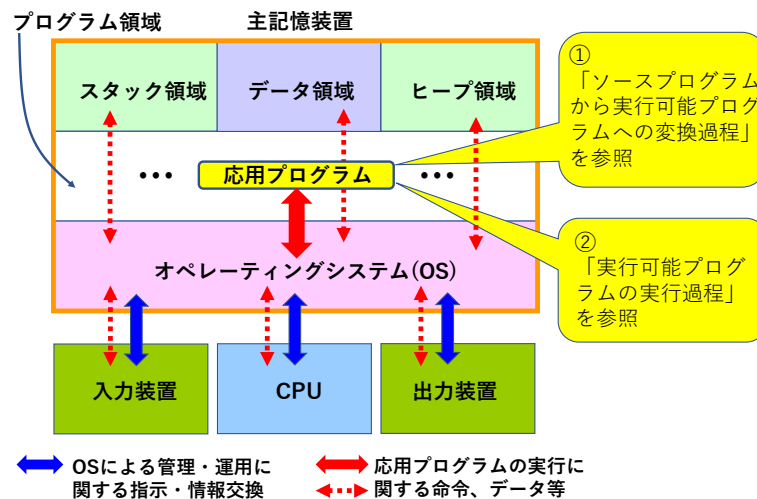 プログラム領域
主記憶装置
スタック領域
データ領域
ヒープ領域
•••
応用プログラム
•••
オペレーティングシステム(OS)
入力装置
CPU
出力装置
①
「ソースプログラム
から実行可能プログ
ラムへの変換過程」
を参照
②
「実行可能プログ
ラムの実行過程」
を参照
OSによる管理・運用に
関する指示・情報交換
応用プログラムの実行に
関する命令、データ等